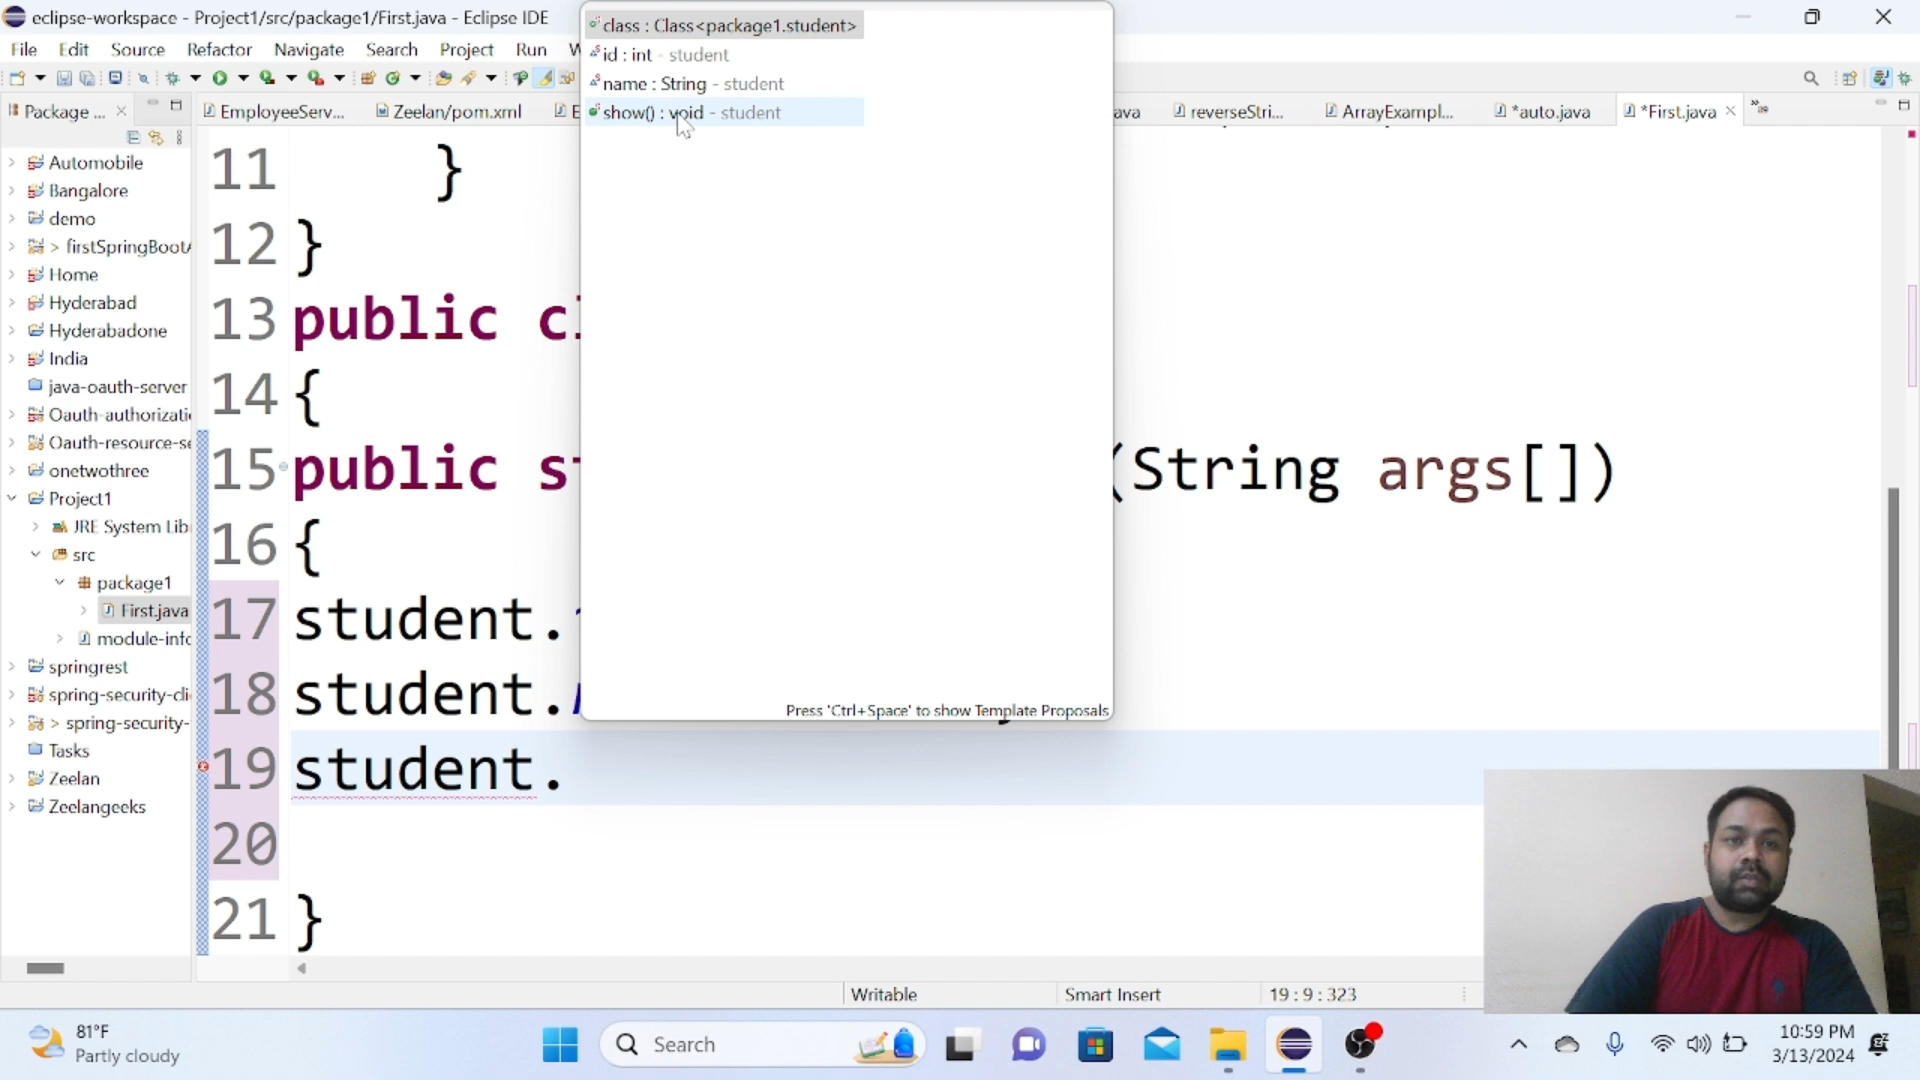 eclipse-workspace - Project1/src/package1/First.java - Eclipse IDE
File Edit Source Refactor Navigate Search Project Run
Package ...
EmployeeServ... Zeelan/pom.xml reverseStri... ArrayExampl... *auto.java *First.java
Automobile
Bangalore
demo
> firstSpringBoot
Home
Hyderabad
Hyderabadone
India
java-oauth-server
Oauth-authorizati
Oauth-resource-se
onetwothree
Project1
JRE System Lib
src
package1
First.java
module-info
springrest
spring-security-cli
> spring-security-
Tasks
Zeelan
Zeelangeeks
class : Class<package1.student>
id : int - student
name : String - student
show() : void - student
Press 'Ctrl+Space' to show Template Proposals
11 }
12 }
13 public cl
14 {
15 public st (String args[])
16 {
17 student.
18 student.
19 student.
20
21 }
Writable Smart Insert 19 : 9 : 323
81°F
Partly cloudy
Search
10:59 PM
3/13/2024